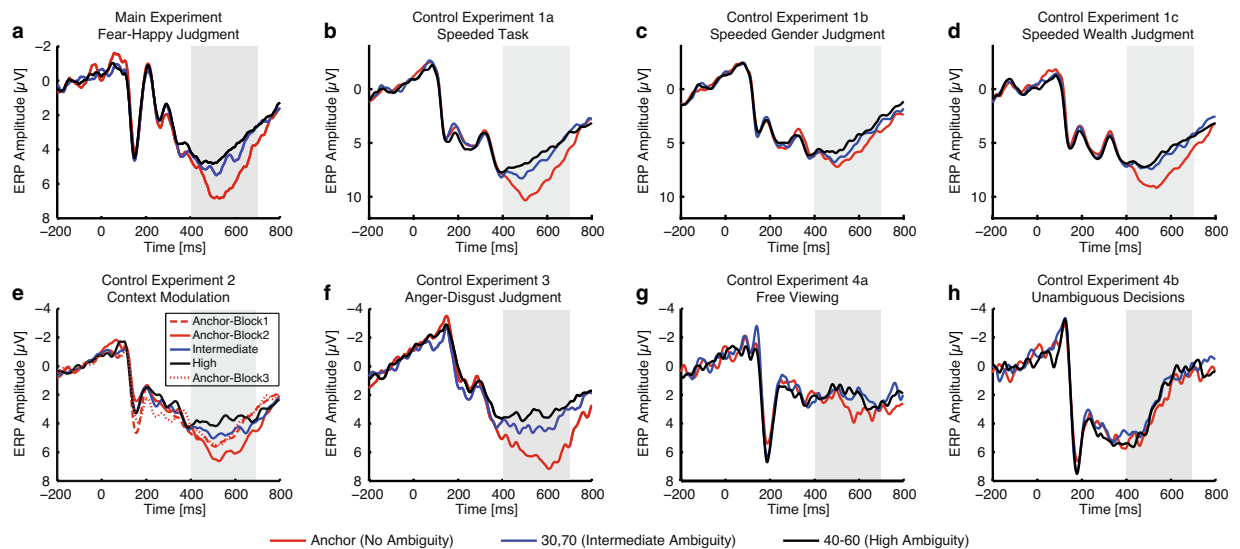 Main Experiment
Fear-Happy Judgment
a
−2
0
2
4
6
8
ERP Amplitude [µV]
−200 0 200 400 600 800
Time [ms]
Control Experiment 1a
Speeded Task
b
0
5
10
ERP Amplitude [µV]
−200 0 200 400 600 800
Time [ms]
Control Experiment 1b
Speeded Gender Judgment
c
0
5
10
ERP Amplitude [µV]
−200 0 200 400 600 800
Time [ms]
Control Experiment 1c
Speeded Wealth Judgment
d
−5
0
5
10
ERP Amplitude [µV]
−200 0 200 400 600 800
Time [ms]
Control Experiment 2
Context Modulation
e
−4
−2
0
2
4
6
8
ERP Amplitude [µV]
Anchor-Block1
Anchor-Block2
Intermediate
High
Anchor-Block3
−200 0 200 400 600 800
Time [ms]
Control Experiment 3
Anger-Disgust Judgment
f
−4
−2
0
2
4
6
8
ERP Amplitude [µV]
−200 0 200 400 600 800
Time [ms]
Control Experiment 4a
Free Viewing
g
−4
−2
0
2
4
6
8
ERP Amplitude [µV]
−200 0 200 400 600 800
Time [ms]
Control Experiment 4b
Unambiguous Decisions
h
−4
−2
0
2
4
6
8
ERP Amplitude [µV]
−200 0 200 400 600 800
Time [ms]
Anchor (No Ambiguity) 30,70 (Intermediate Ambiguity) 40-60 (High Ambiguity)